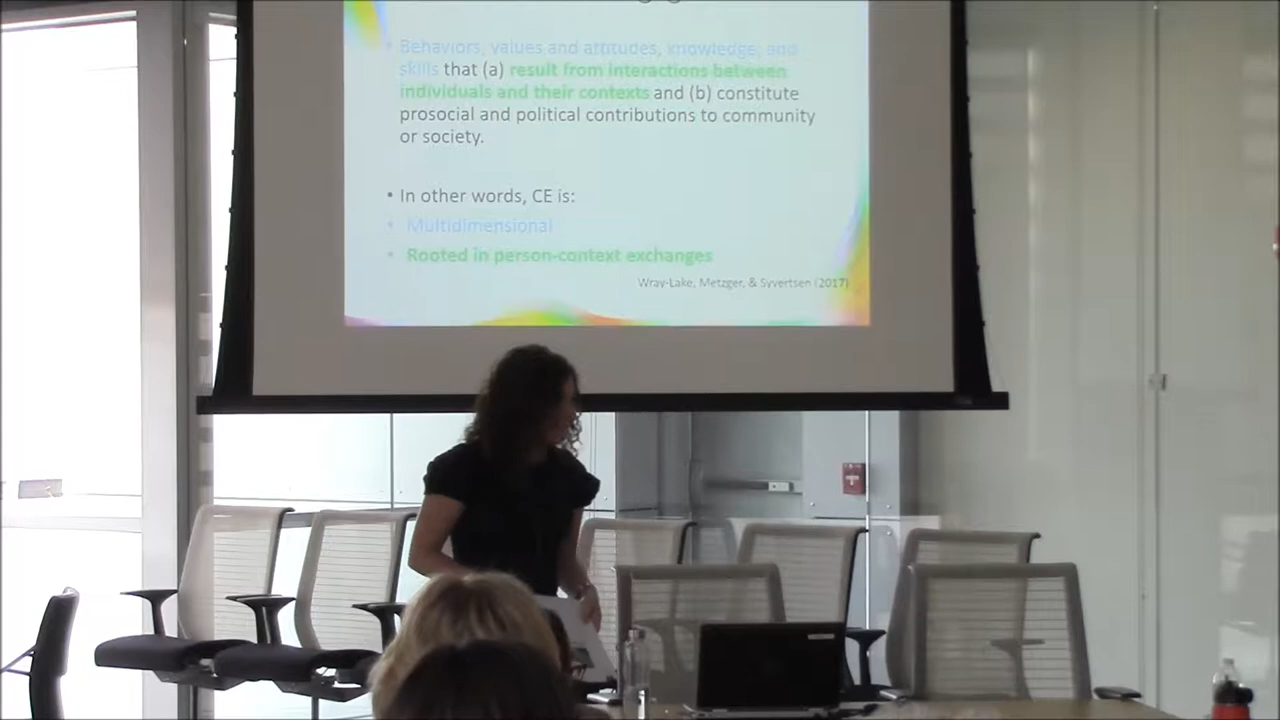 • Behaviors, values and attitudes, knowledge, and
skills that (a) result from interactions between
individuals and their contexts and (b) constitute
prosocial and political contributions to community
or society.
• In other words, CE is:
• Multidimensional
• Rooted in person-context exchanges
Wray-Lake, Metzger, & Syvertsen (2017)